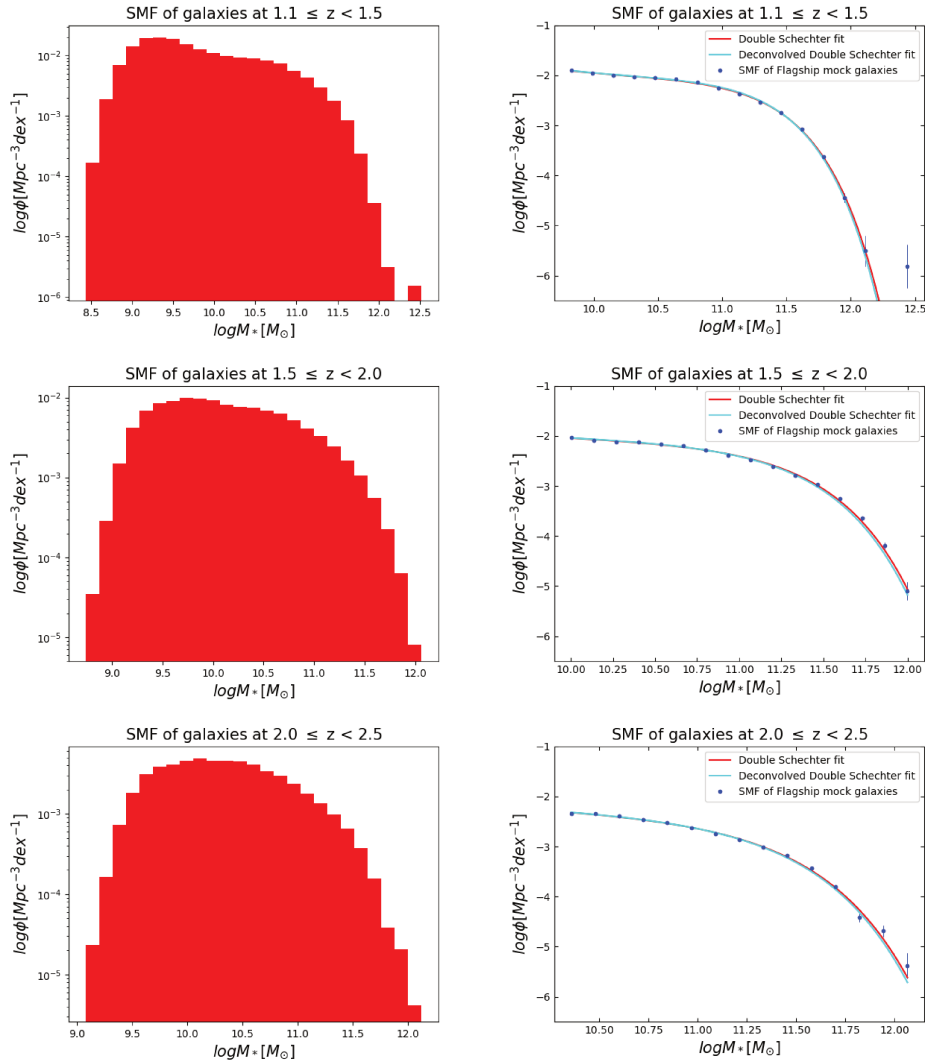 SMF of galaxies at 1.1 ≤ z < 1.5
logϕ[Mpc⁻³dex⁻¹]
10⁻²
10⁻³
10⁻⁴
10⁻⁵
10⁻⁶
8.5 9.0 9.5 10.0 10.5 11.0 11.5 12.0 12.5
logM*[M⊙]
SMF of galaxies at 1.1 ≤ z < 1.5
Double Schechter fit
Deconvolved Double Schechter fit
SMF of Flagship mock galaxies
logϕ[Mpc⁻³dex⁻¹]
−1
−2
−3
−4
−5
−6
10.0 10.5 11.0 11.5 12.0 12.5
logM*[M⊙]
SMF of galaxies at 1.5 ≤ z < 2.0
logϕ[Mpc⁻³dex⁻¹]
10⁻²
10⁻³
10⁻⁴
10⁻⁵
9.0 9.5 10.0 10.5 11.0 11.5 12.0
logM*[M⊙]
SMF of galaxies at 1.5 ≤ z < 2.0
Double Schechter fit
Deconvolved Double Schechter fit
SMF of Flagship mock galaxies
logϕ[Mpc⁻³dex⁻¹]
−1
−2
−3
−4
−5
−6
10.00 10.25 10.50 10.75 11.00 11.25 11.50 11.75 12.00
logM*[M⊙]
SMF of galaxies at 2.0 ≤ z < 2.5
logϕ[Mpc⁻³dex⁻¹]
10⁻³
10⁻⁴
10⁻⁵
9.0 9.5 10.0 10.5 11.0 11.5 12.0
logM*[M⊙]
SMF of galaxies at 2.0 ≤ z < 2.5
Double Schechter fit
Deconvolved Double Schechter fit
SMF of Flagship mock galaxies
logϕ[Mpc⁻³dex⁻¹]
−1
−2
−3
−4
−5
−6
10.50 10.75 11.00 11.25 11.50 11.75 12.00
logM*[M⊙]